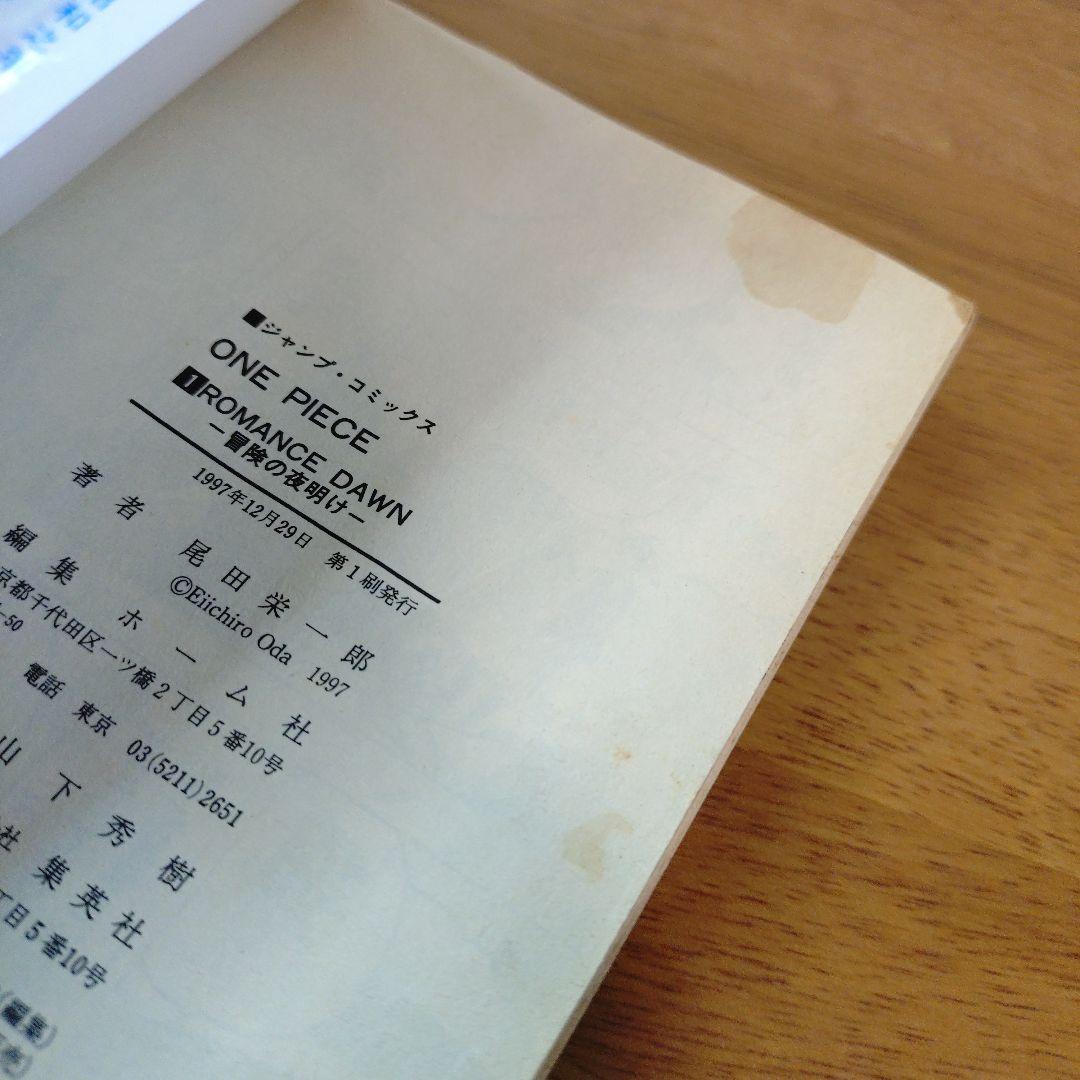 ■ジャンプ・コミックス
ONE PIECE
1 ROMANCE DAWN
―冒険の夜明け―
1997年12月29日 第1刷発行
著者 尾田栄一郎
©Eiichiro Oda 1997
編集 ホーム社
京都千代田区一ツ橋2丁目5番10号
-50
電話 東京 03(5211)2651
山下秀樹
社 集英社
丁目5番10号
(編集)